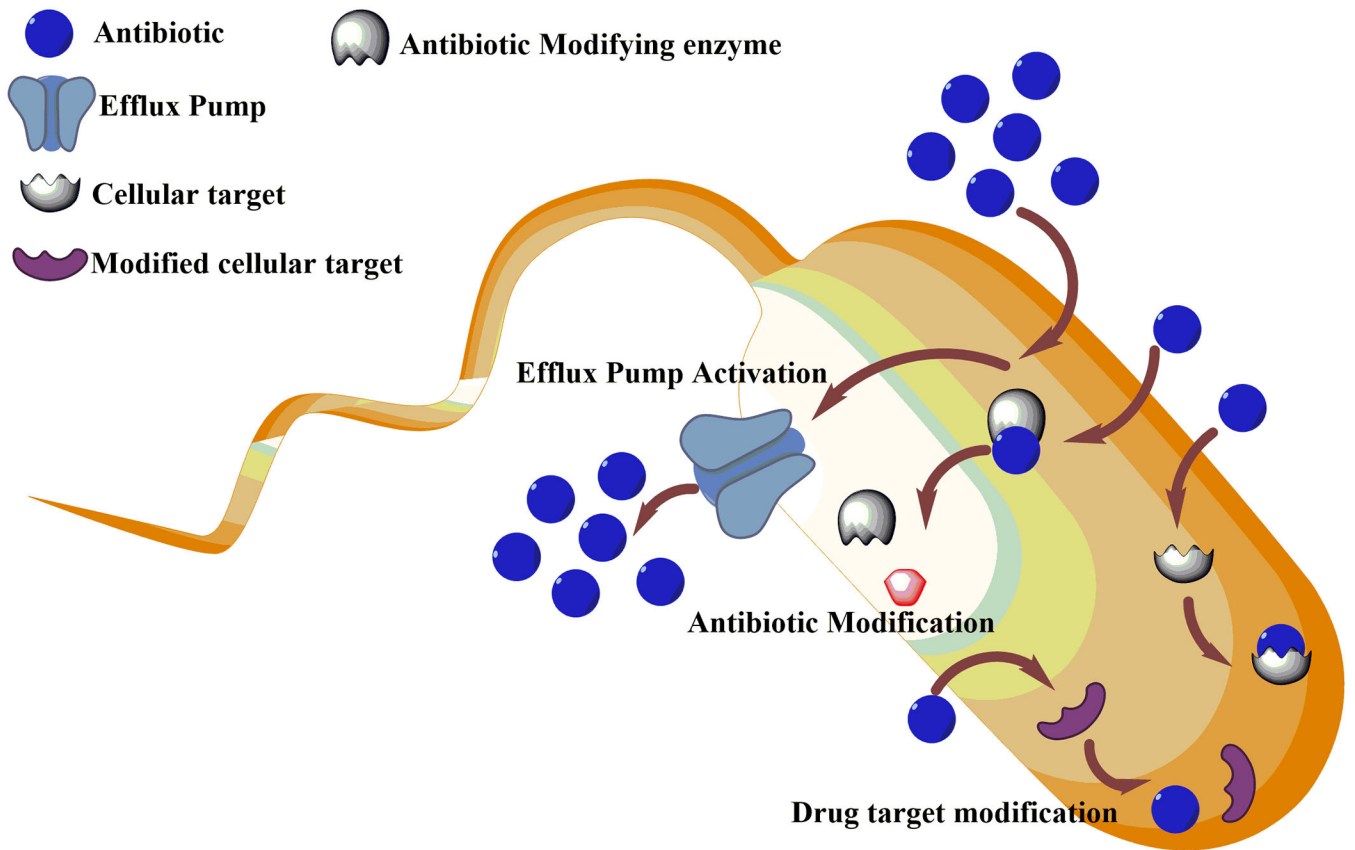 Antibiotic
Antibiotic Modifying enzyme
Efflux Pump
Cellular target
Modified cellular target
Efflux Pump Activation
Antibiotic Modification
Drug target modification